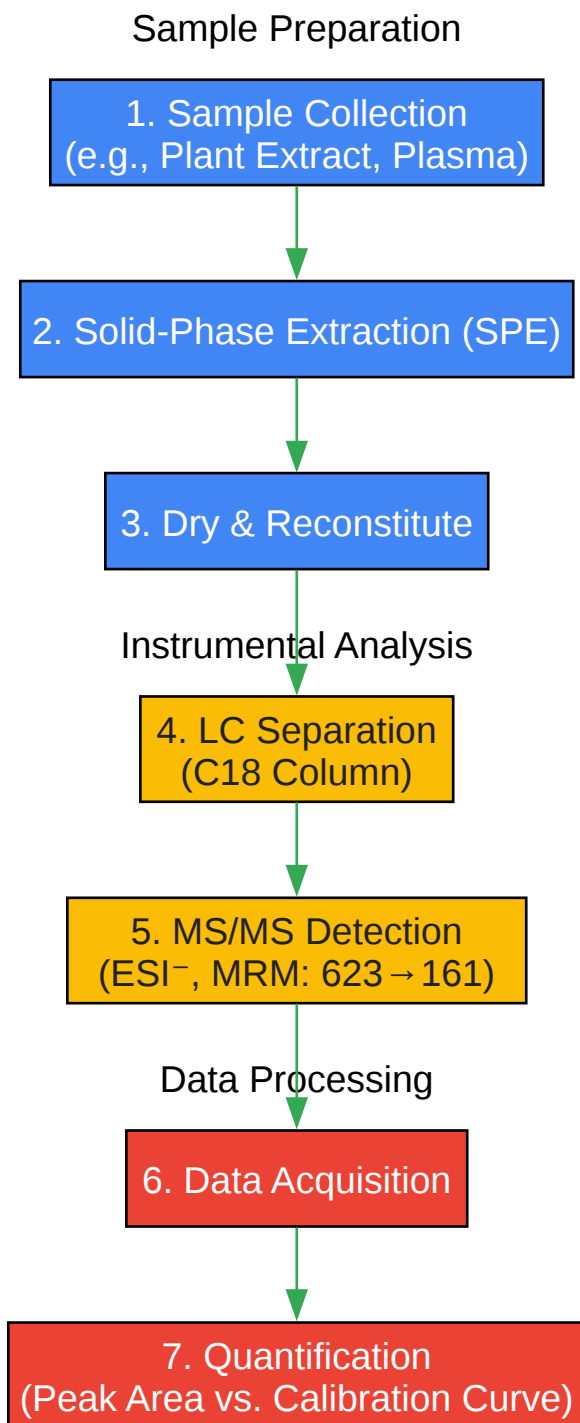 Sample Preparation
1. Sample Collection
(e.g., Plant Extract, Plasma)
2. Solid-Phase Extraction (SPE)
3. Dry & Reconstitute
Instrumental Analysis
4. LC Separation
(C18 Column)
5. MS/MS Detection
(ESI⁻, MRM: 623→161)
Data Processing
6. Data Acquisition
7. Quantification
(Peak Area vs. Calibration Curve)